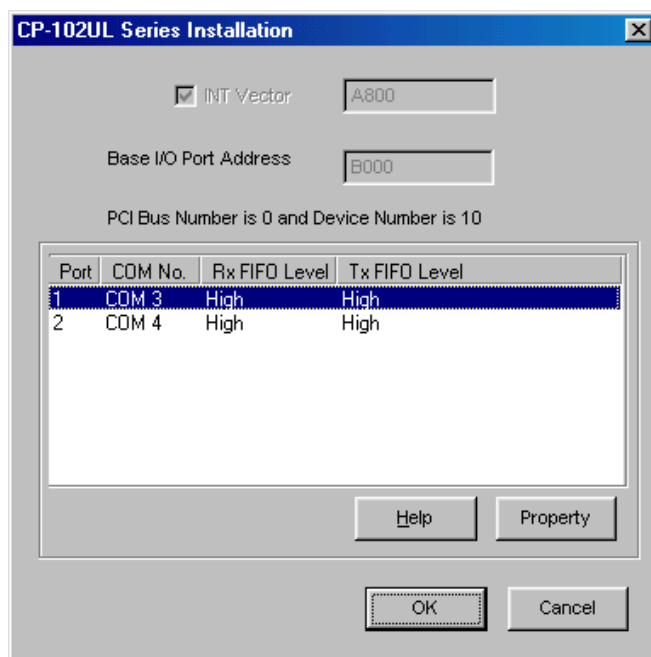 CP-102UL Series Installation
INT Vector A800
Base I/O Port Address B000
PCI Bus Number is 0 and Device Number is 10
Port COM No. Rx FIFO Level Tx FIFO Level
1 COM 3 High High
2 COM 4 High High
Help Property
OK Cancel